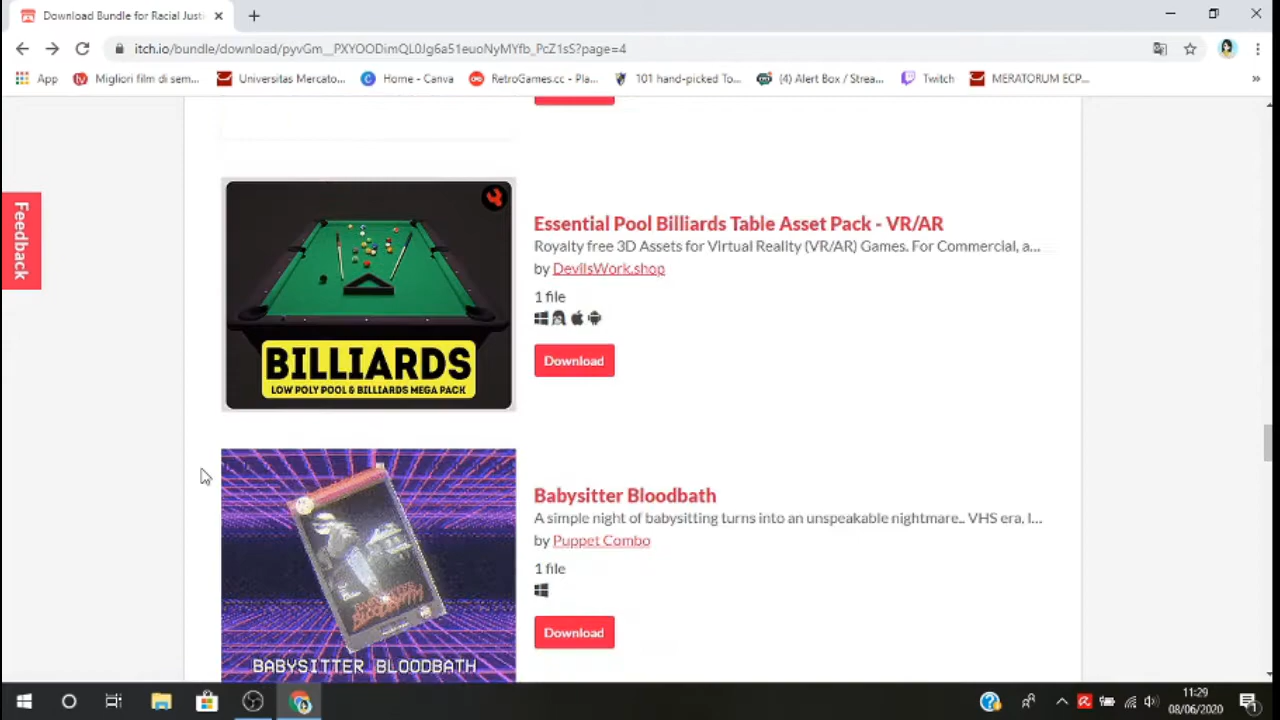 Download Bundle for Racial Justi
itch.io/bundle/download/pyvGm__PXYOODimQL0Jg6a51euoNyMYfb_PcZ1sS?page=4
App Migliori film di sem... Universitas Mercato... Home - Canva RetroGames.cc - Pla... 101 hand-picked To... (4) Alert Box / Strea... Twitch MERATORUM ECP... »
Feedback
Essential Pool Billiards Table Asset Pack - VR/AR
Royalty free 3D Assets for Virtual Reality (VR/AR) Games. For Commercial, a...
by DevilsWork.shop
1 file
Download
BILLIARDS
LOW POLY POOL & BILLIARDS MEGA PACK
Babysitter Bloodbath
A simple night of babysitting turns into an unspeakable nightmare.. VHS era, l...
by Puppet Combo
1 file
Download
BABYSITTER BLOODBATH
11:29
08/06/2020
1